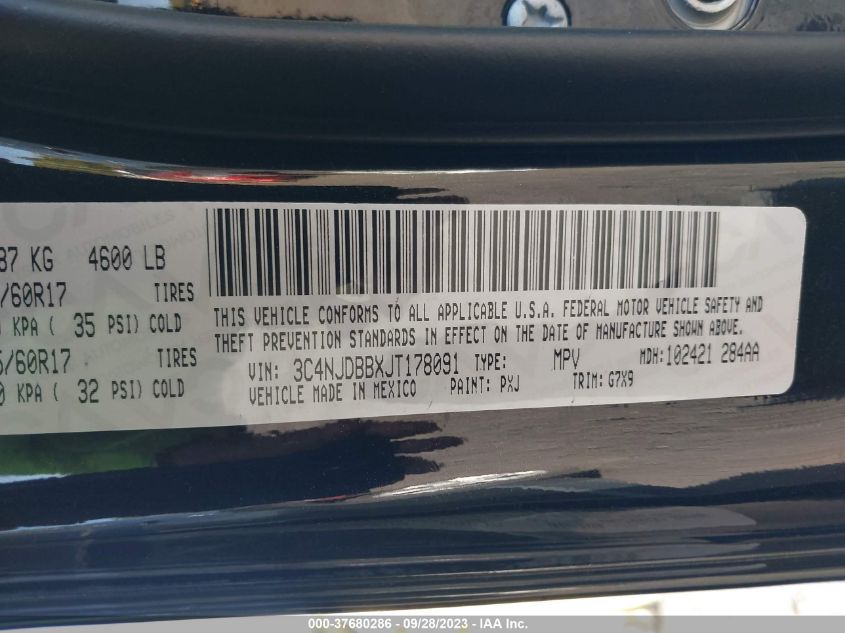 87 KG 4600 LB
/60R17 TIRES
KPA ( 35 PSI) COLD
/60R17 TIRES
0 KPA ( 32 PSI) COLD
THIS VEHICLE CONFORMS TO ALL APPLICABLE U.S.A. FEDERAL MOTOR VEHICLE SAFETY AND
THEFT PREVENTION STANDARDS IN EFFECT ON THE DATE OF MANUFACTURE SHOWN ABOVE.
VIN: 3C4NJDBBXJT178091 TYPE: MPV MDH:102421 284AA
VEHICLE MADE IN MEXICO PAINT: PXJ TRIM: G7X9
000-37680286 - 09/28/2023 - IAA Inc.